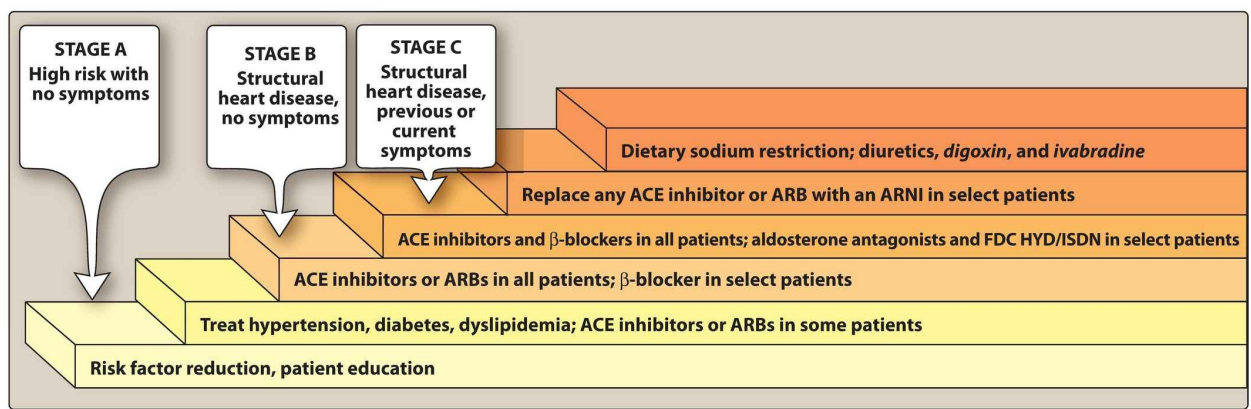 STAGE A
High risk with
no symptoms
STAGE B
Structural
heart disease,
no symptoms
STAGE C
Structural
heart disease,
previous or
current
symptoms
Dietary sodium restriction; diuretics, digoxin, and ivabradine
Replace any ACE inhibitor or ARB with an ARNI in select patients
ACE inhibitors and β-blockers in all patients; aldosterone antagonists and FDC HYD/ISDN in select patients
ACE inhibitors or ARBs in all patients; β-blocker in select patients
Treat hypertension, diabetes, dyslipidemia; ACE inhibitors or ARBs in some patients
Risk factor reduction, patient education